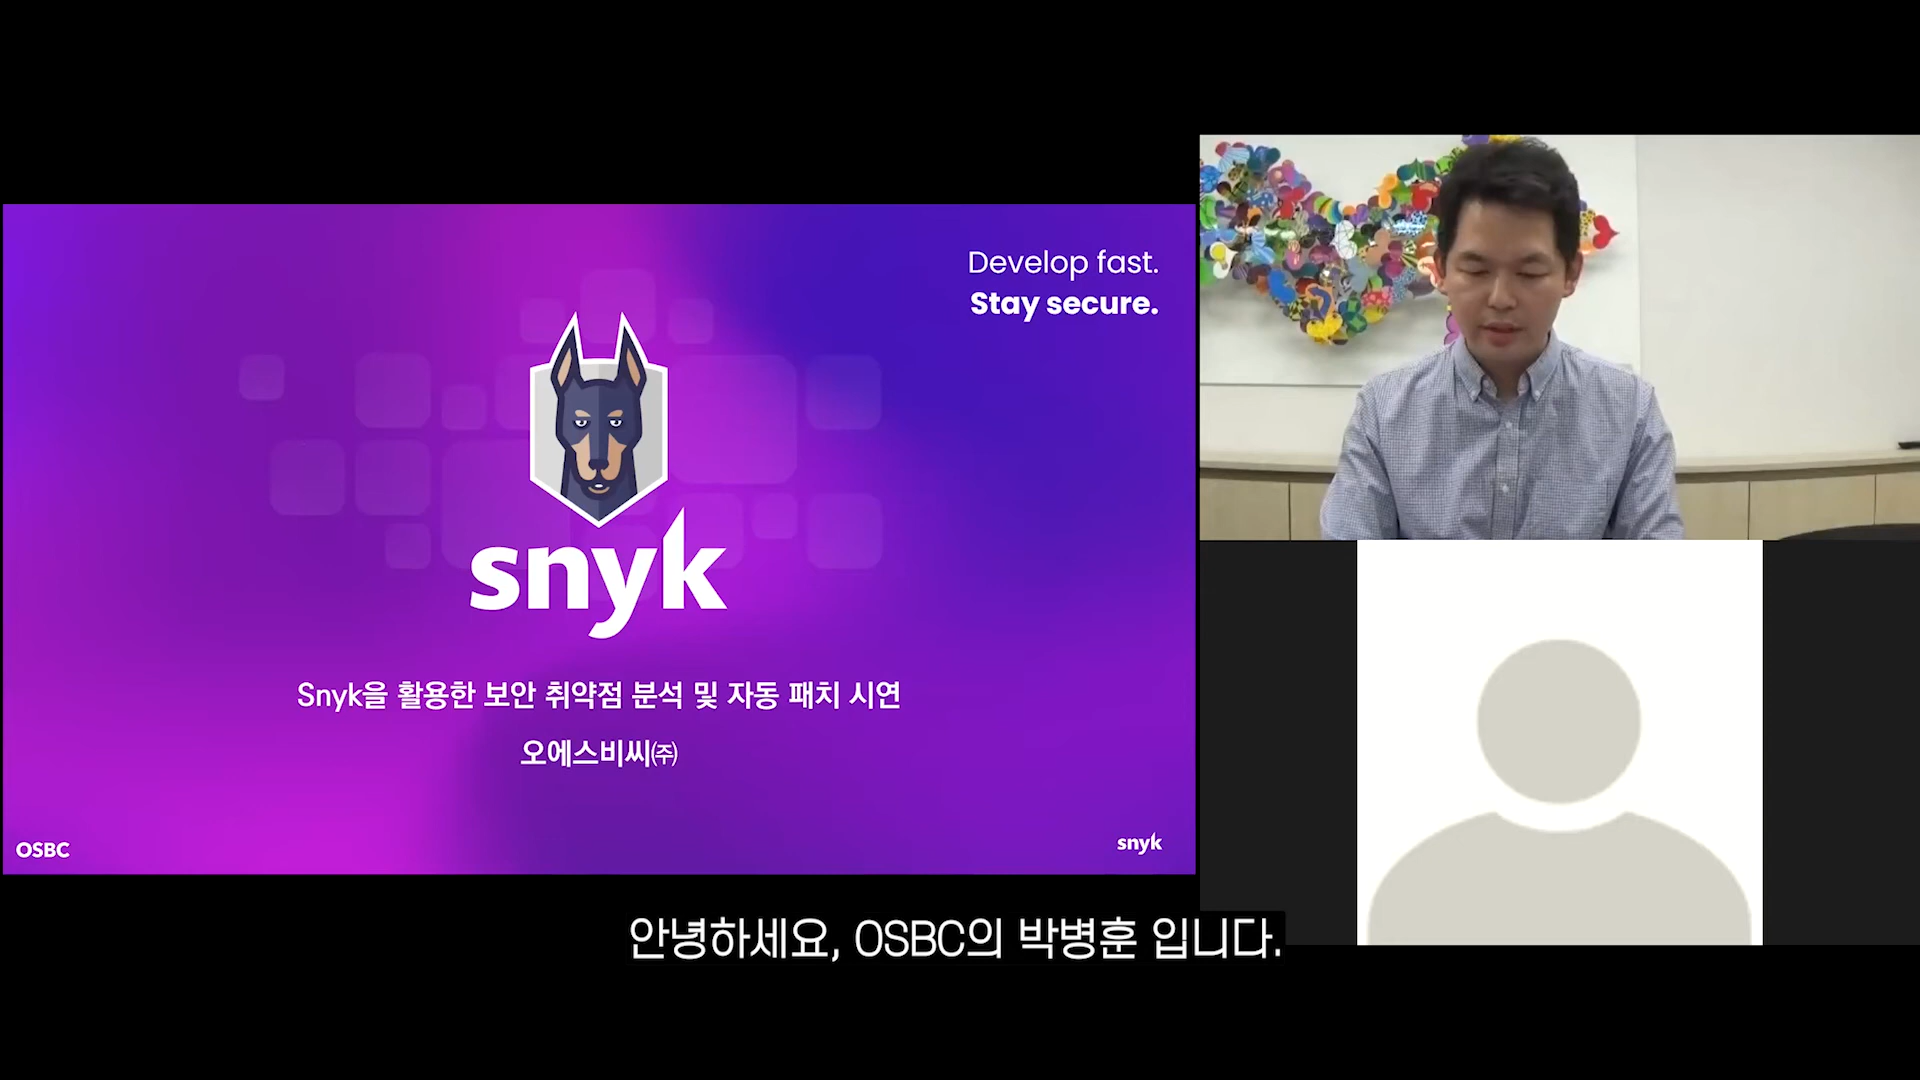 Develop fast.
Stay secure.
snyk
Snyk을 활용한 보안 취약점 분석 및 자동 패치 시연
오에스비씨㈜
OSBC
snyk
안녕하세요, OSBC의 박병훈 입니다.